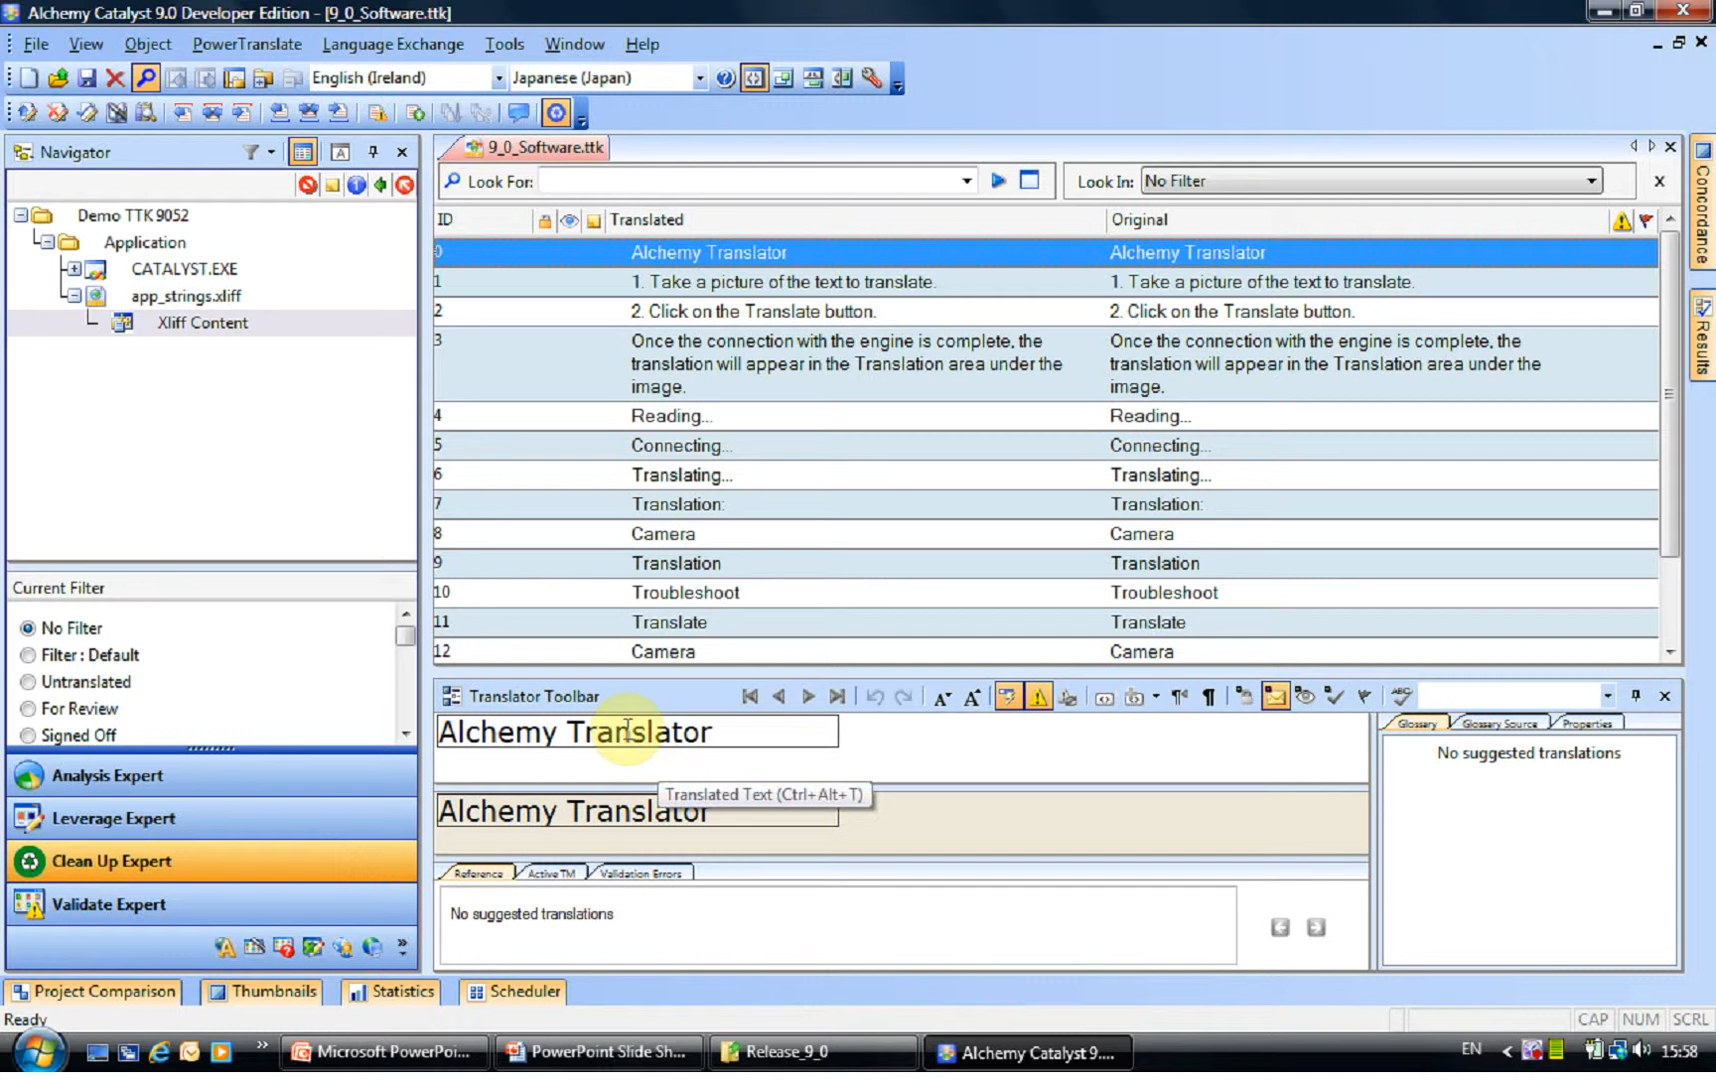 Alchemy Catalyst 9.0 Developer Edition - [9_0_Software.ttk]
File View Object PowerTranslate Language Exchange Tools Window Help
English (Ireland) Japanese (Japan)
Navigator
Demo TTK 9052
Application
CATALYST.EXE
app_strings.xliff
Xliff Content
Current Filter
No Filter
Filter : Default
Untranslated
For Review
Signed Off
Analysis Expert
Leverage Expert
Clean Up Expert
Validate Expert
9_0_Software.ttk
Look For: Look In: No Filter
ID Translated Original
0 Alchemy Translator Alchemy Translator
1 1. Take a picture of the text to translate. 1. Take a picture of the text to translate.
2 2. Click on the Translate button. 2. Click on the Translate button.
3 Once the connection with the engine is complete, the Once the connection with the engine is complete, the
translation will appear in the Translation area under the translation will appear in the Translation area under the
image. image.
4 Reading... Reading...
5 Connecting... Connecting...
6 Translating... Translating...
7 Translation: Translation:
8 Camera Camera
9 Translation Translation
10 Troubleshoot Troubleshoot
11 Translate Translate
12 Camera Camera
Translator Toolbar
Alchemy Translator
Translated Text (Ctrl+Alt+T)
Alchemy Translator
Reference Active TM Validation Errors
No suggested translations
Glossary Glossary Source Properties
No suggested translations
Concordance
Results
Project Comparison Thumbnails Statistics Scheduler
Ready CAP NUM SCRL
Microsoft PowerPoi... PowerPoint Slide Sh... Release_9_0 Alchemy Catalyst 9.... EN 15:58